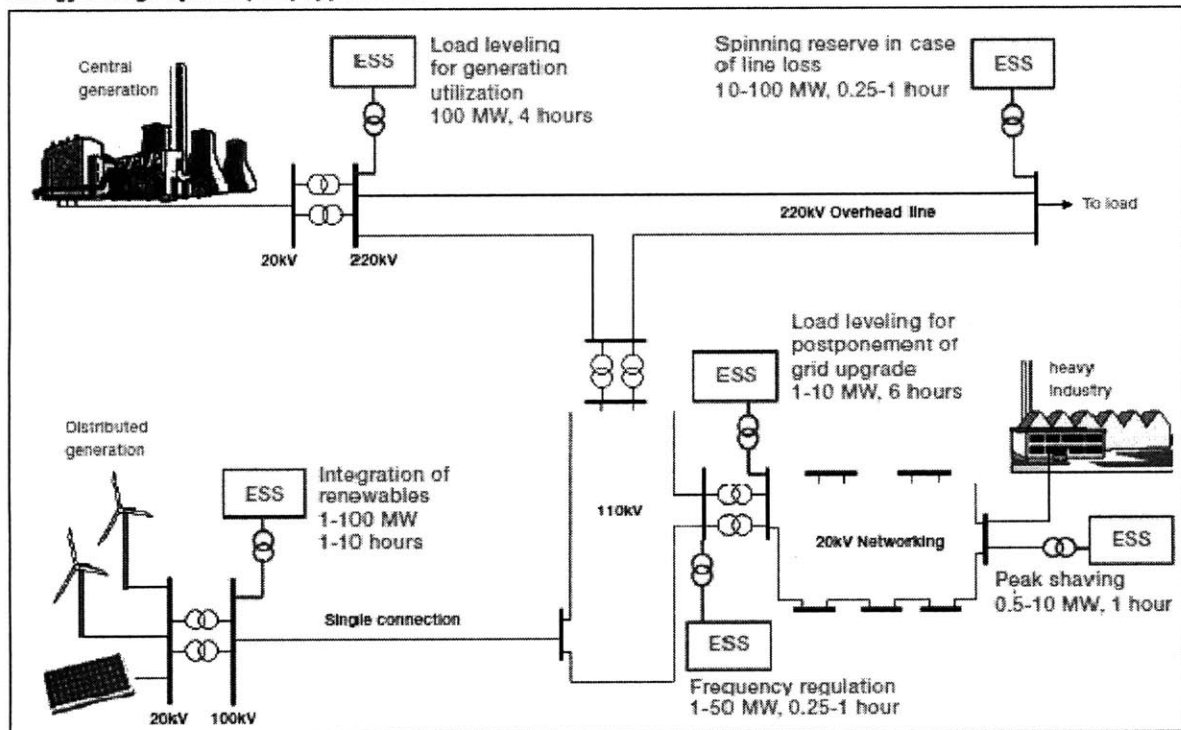 Central
generation
ESS
Load leveling
for generation
utilization
100 MW, 4 hours
Spinning reserve in case
of line loss
10-100 MW, 0.25-1 hour
ESS
To load
220kV Overhead line
20kV
220kV
Load leveling for
postponement of
grid upgrade
1-10 MW, 6 hours
ESS
heavy
Industry
Distributed
generation
ESS
Integration of
renewables
1-100 MW
1-10 hours
110kV
20kV Networking
ESS
Peak shaving
0.5-10 MW, 1 hour
Single connection
ESS
Frequency regulation
1-50 MW, 0.25-1 hour
20kV
100kV